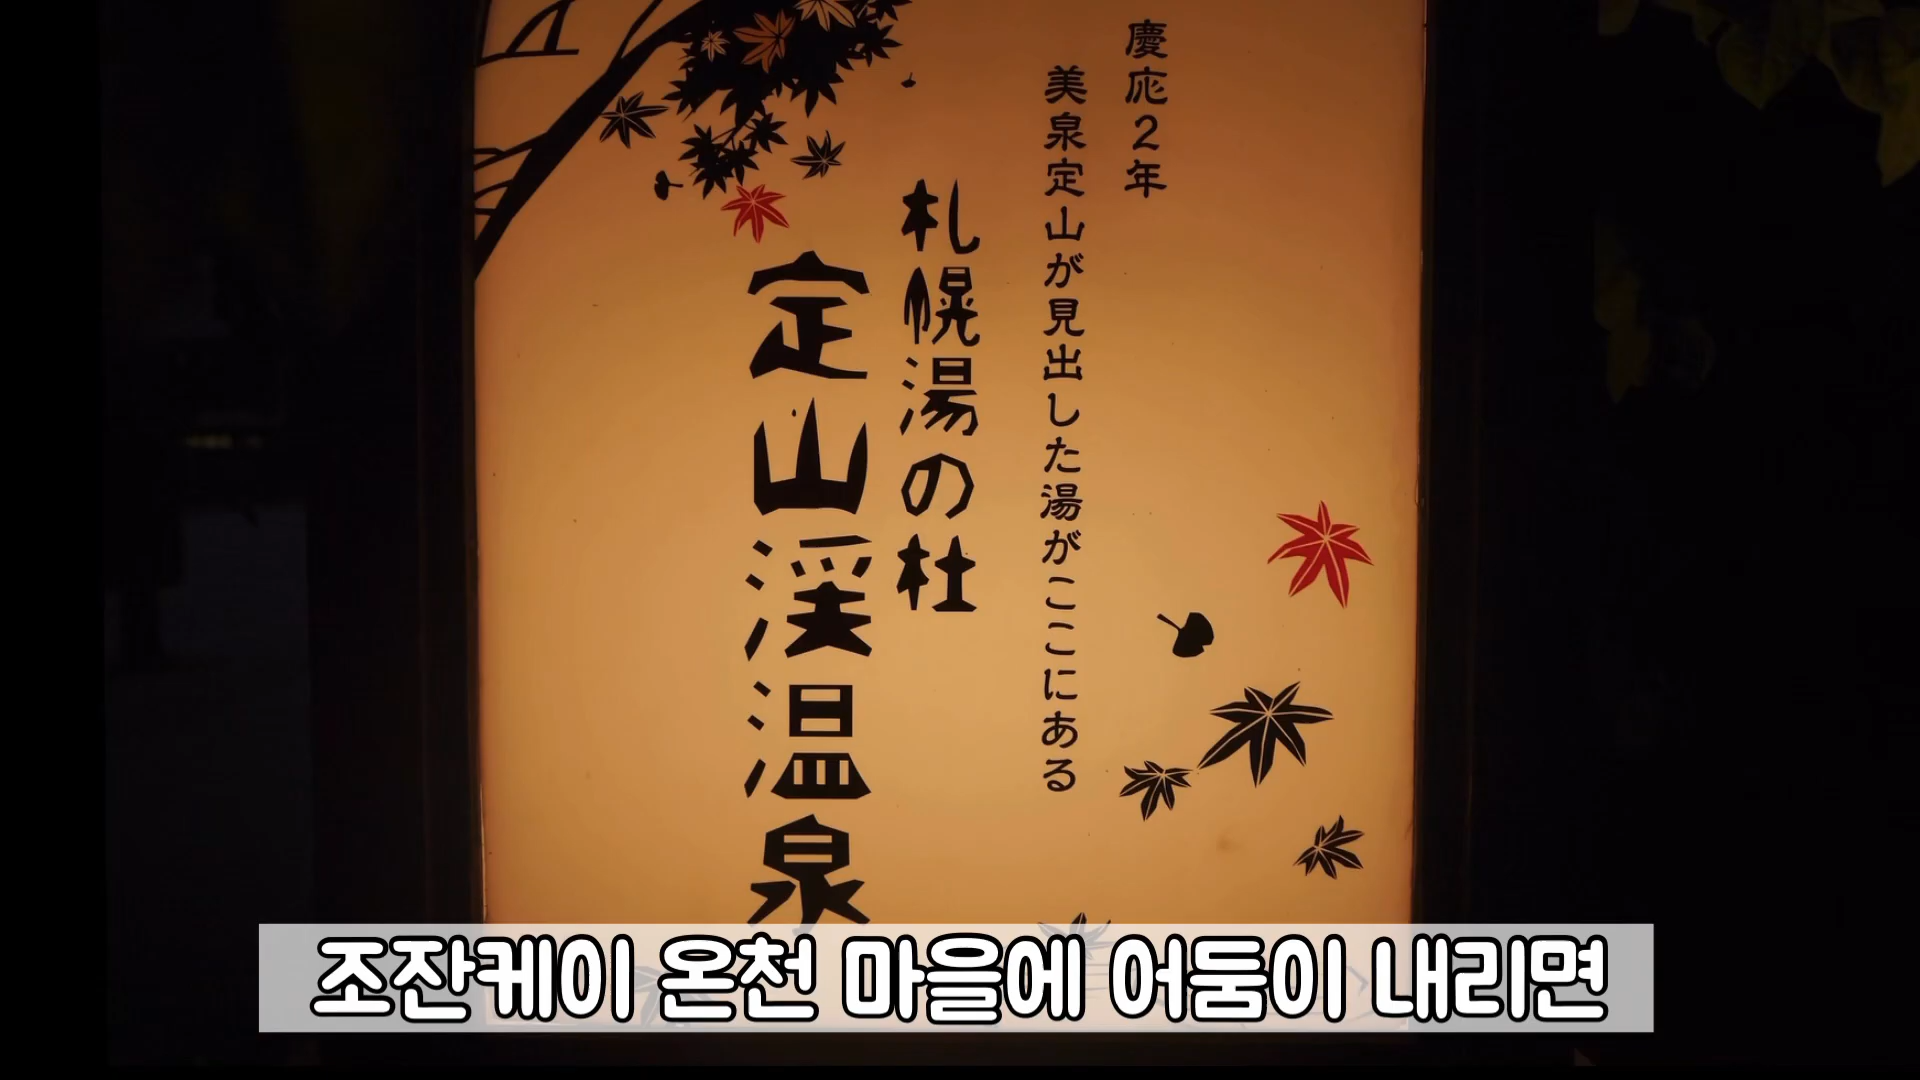 慶応2年
美泉定山が見出した湯がここにある
札幌湯の杜
定山渓温泉
조잔케이 온천 마을에 어둠이 내리면